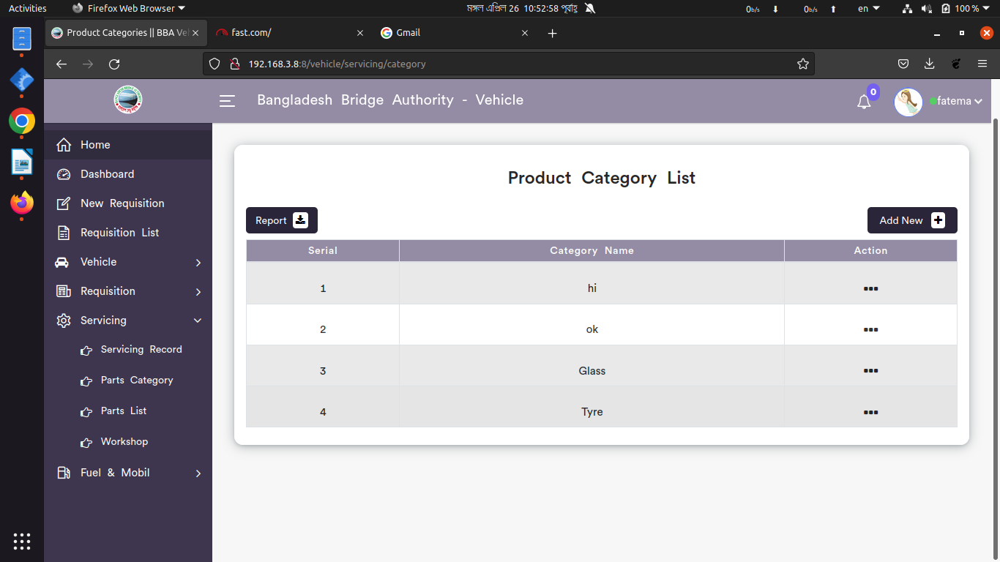 Activities Firefox Web Browser মঙ্গল এপ্রিল 26 10:52:58 পূর্বাহ্ণ 0b/s 0b/s en 100 %
Product Categories || BBA Veh fast.com/ Gmail
192.168.3.8:8/vehicle/servicing/category
Bangladesh Bridge Authority - Vehicle 0 fatema
Home
Dashboard
New Requisition
Requisition List
Vehicle
Requisition
Servicing
Servicing Record
Parts Category
Parts List
Workshop
Fuel & Mobil
Product Category List
Report Add New
Serial Category Name Action
1 hi
2 ok
3 Glass
4 Tyre